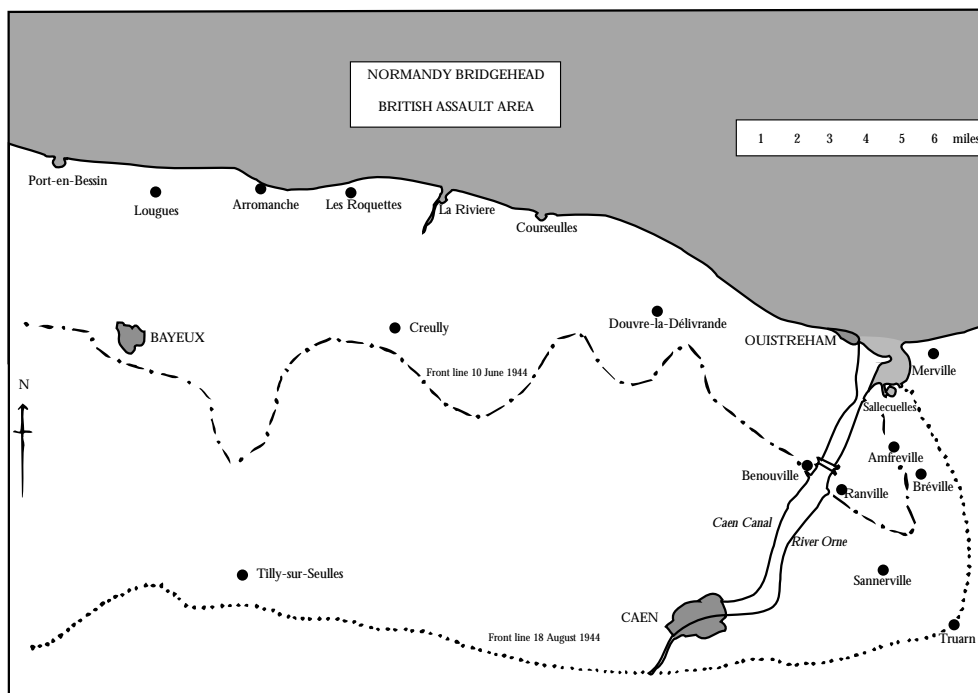 NORMANDY BRIDGEHEAD
BRITISH ASSAULT AREA
1 2 3 4 5 6 miles
Port-en-Bessin
Lougues
Arromanche
Les Roquettes
La Riviere
Courseulles
BAYEUX
Creully
Douvre-la-Délivrande
OUISTREHAM
Merville
Front line 10 June 1944
N
Sallecuelles
Amfreville
Benouville
Ranville
Bréville
Caen Canal
River Orne
Tilly-sur-Seulles
Sannerville
CAEN
Front line 18 August 1944
Truarn